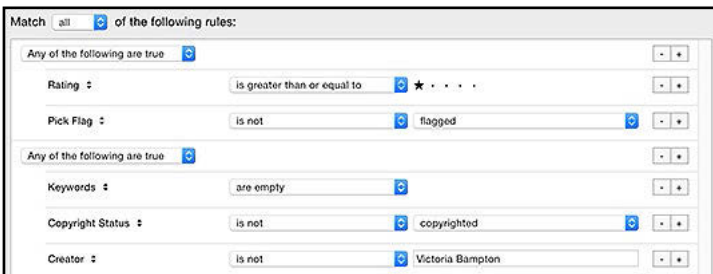 Match all of the following rules:
Any of the following are true - +
Rating is greater than or equal to ★ · · · · - +
Pick Flag is not flagged - +
Any of the following are true - +
Keywords are empty - +
Copyright Status is not copyrighted - +
Creator is not Victoria Bampton - +